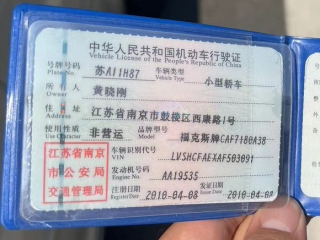 中华人民共和国机动车行驶证
Vehicle License of the People's Republic of China
号牌号码 苏A11H87 车辆类型 小型轿车
Plate No. Vehicle Type
所有人 黄晓刚
Owner
住址 江苏省南京市鼓楼区西康路1号
Address
使用性质 非营运 品牌型号 福克斯牌CAF7180A38
Use Character Model
江苏省南京市公安局交通管理局
车辆识别代号 LVSHCFAEXAF503091
VIN
发动机号码 AA19535
Engine No.
注册日期 2010-04-08 发证日期 2010-04-08
Register Date Issue Date